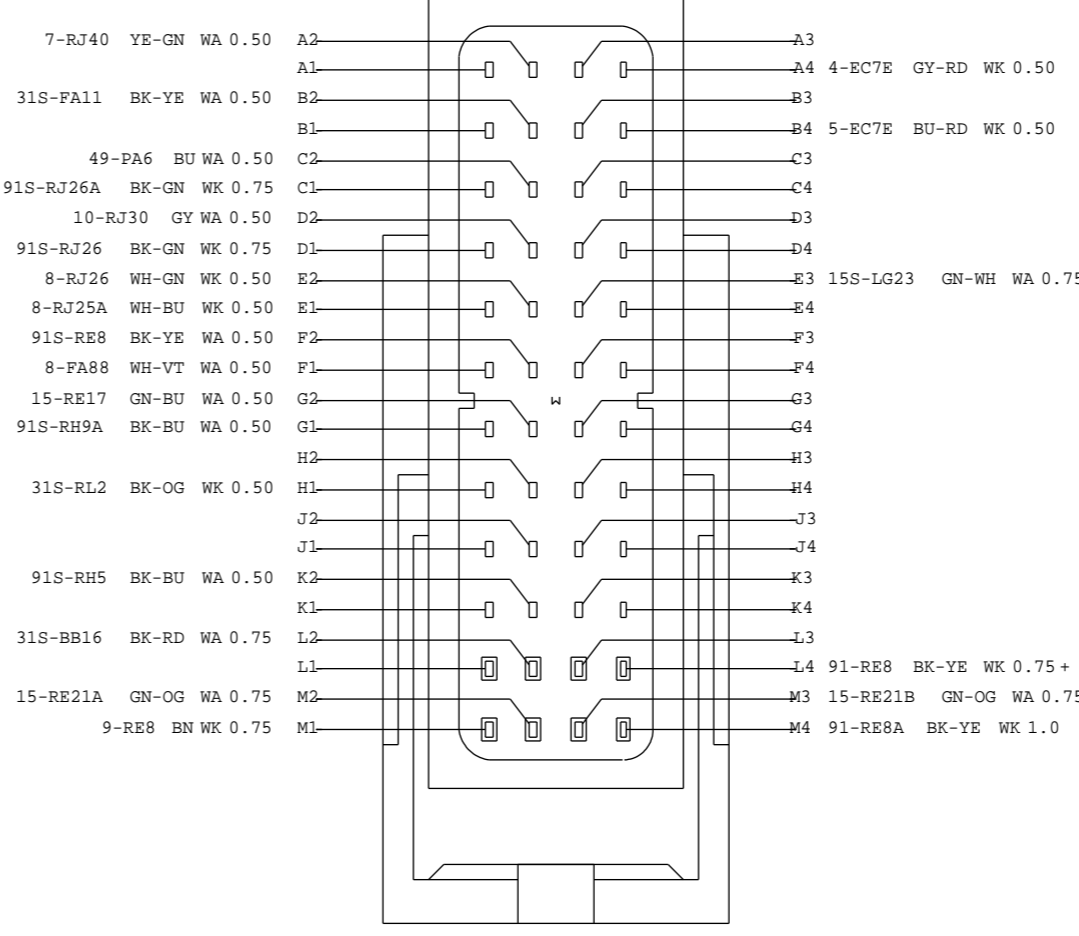 7-RJ40 YE-GN WA 0.50 A2 A3
A1 A4 4-EC7E GY-RD WK 0.50
31S-FA11 BK-YE WA 0.50 B2 B3
B1 B4 5-EC7E BU-RD WK 0.50
49-PA6 BU WA 0.50 C2 C3
91S-RJ26A BK-GN WK 0.75 C1 C4
10-RJ30 GY WA 0.50 D2 D3
91S-RJ26 BK-GN WK 0.75 D1 D4
8-RJ26 WH-GN WK 0.50 E2 E3 15S-LG23 GN-WH WA 0.75
8-RJ25A WH-BU WK 0.50 E1 E4
91S-RE8 BK-YE WA 0.50 F2 F3
8-FA88 WH-VT WA 0.50 F1 F4
15-RE17 GN-BU WA 0.50 G2 W G3
91S-RH9A BK-BU WA 0.50 G1 G4
H2 H3
31S-RL2 BK-OG WK 0.50 H1 H4
J2 J3
J1 J4
91S-RH5 BK-BU WA 0.50 K2 K3
K1 K4
31S-BB16 BK-RD WA 0.75 L2 L3
L1 L4 91-RE8 BK-YE WK 0.75 +
15-RE21A GN-OG WA 0.75 M2 M3 15-RE21B GN-OG WA 0.75
9-RE8 BN WK 0.75 M1 M4 91-RE8A BK-YE WK 1.0